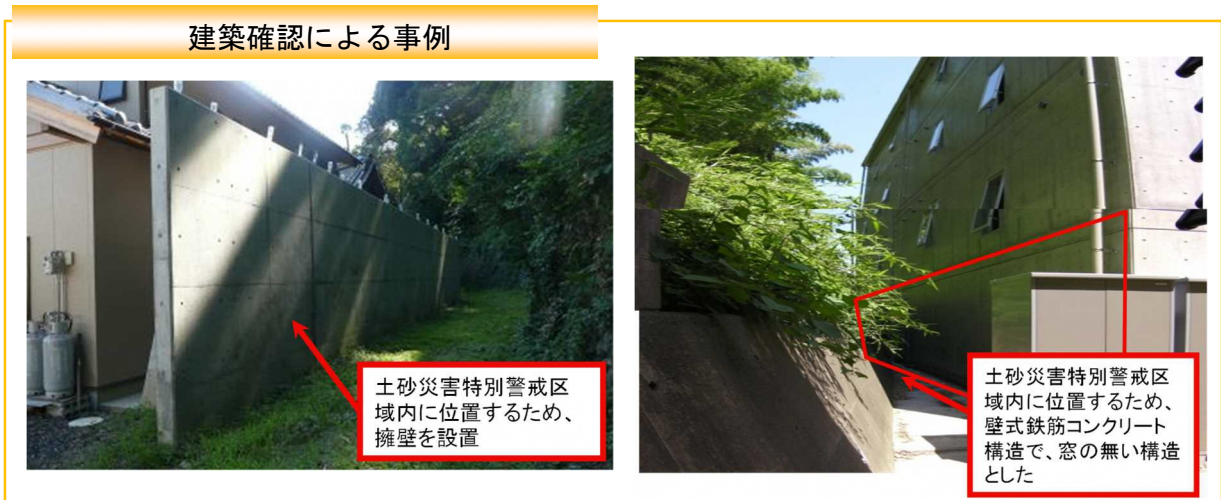 建築確認による事例
土砂災害特別警戒区
域内に位置するため、
擁壁を設置
土砂災害特別警戒区
域内に位置するため、
壁式鉄筋コンクリート
構造で、窓の無い構造
とした